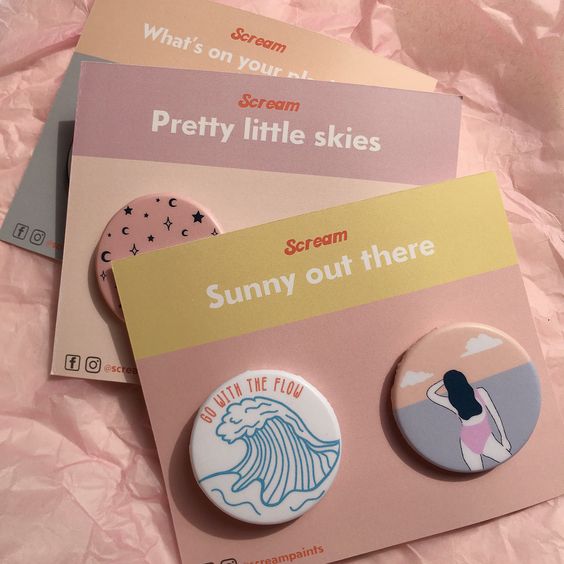 Scream
What's on your
Scream
Pretty little skies
Scream
Sunny out there
GO WITH THE FLOW
@screampaints